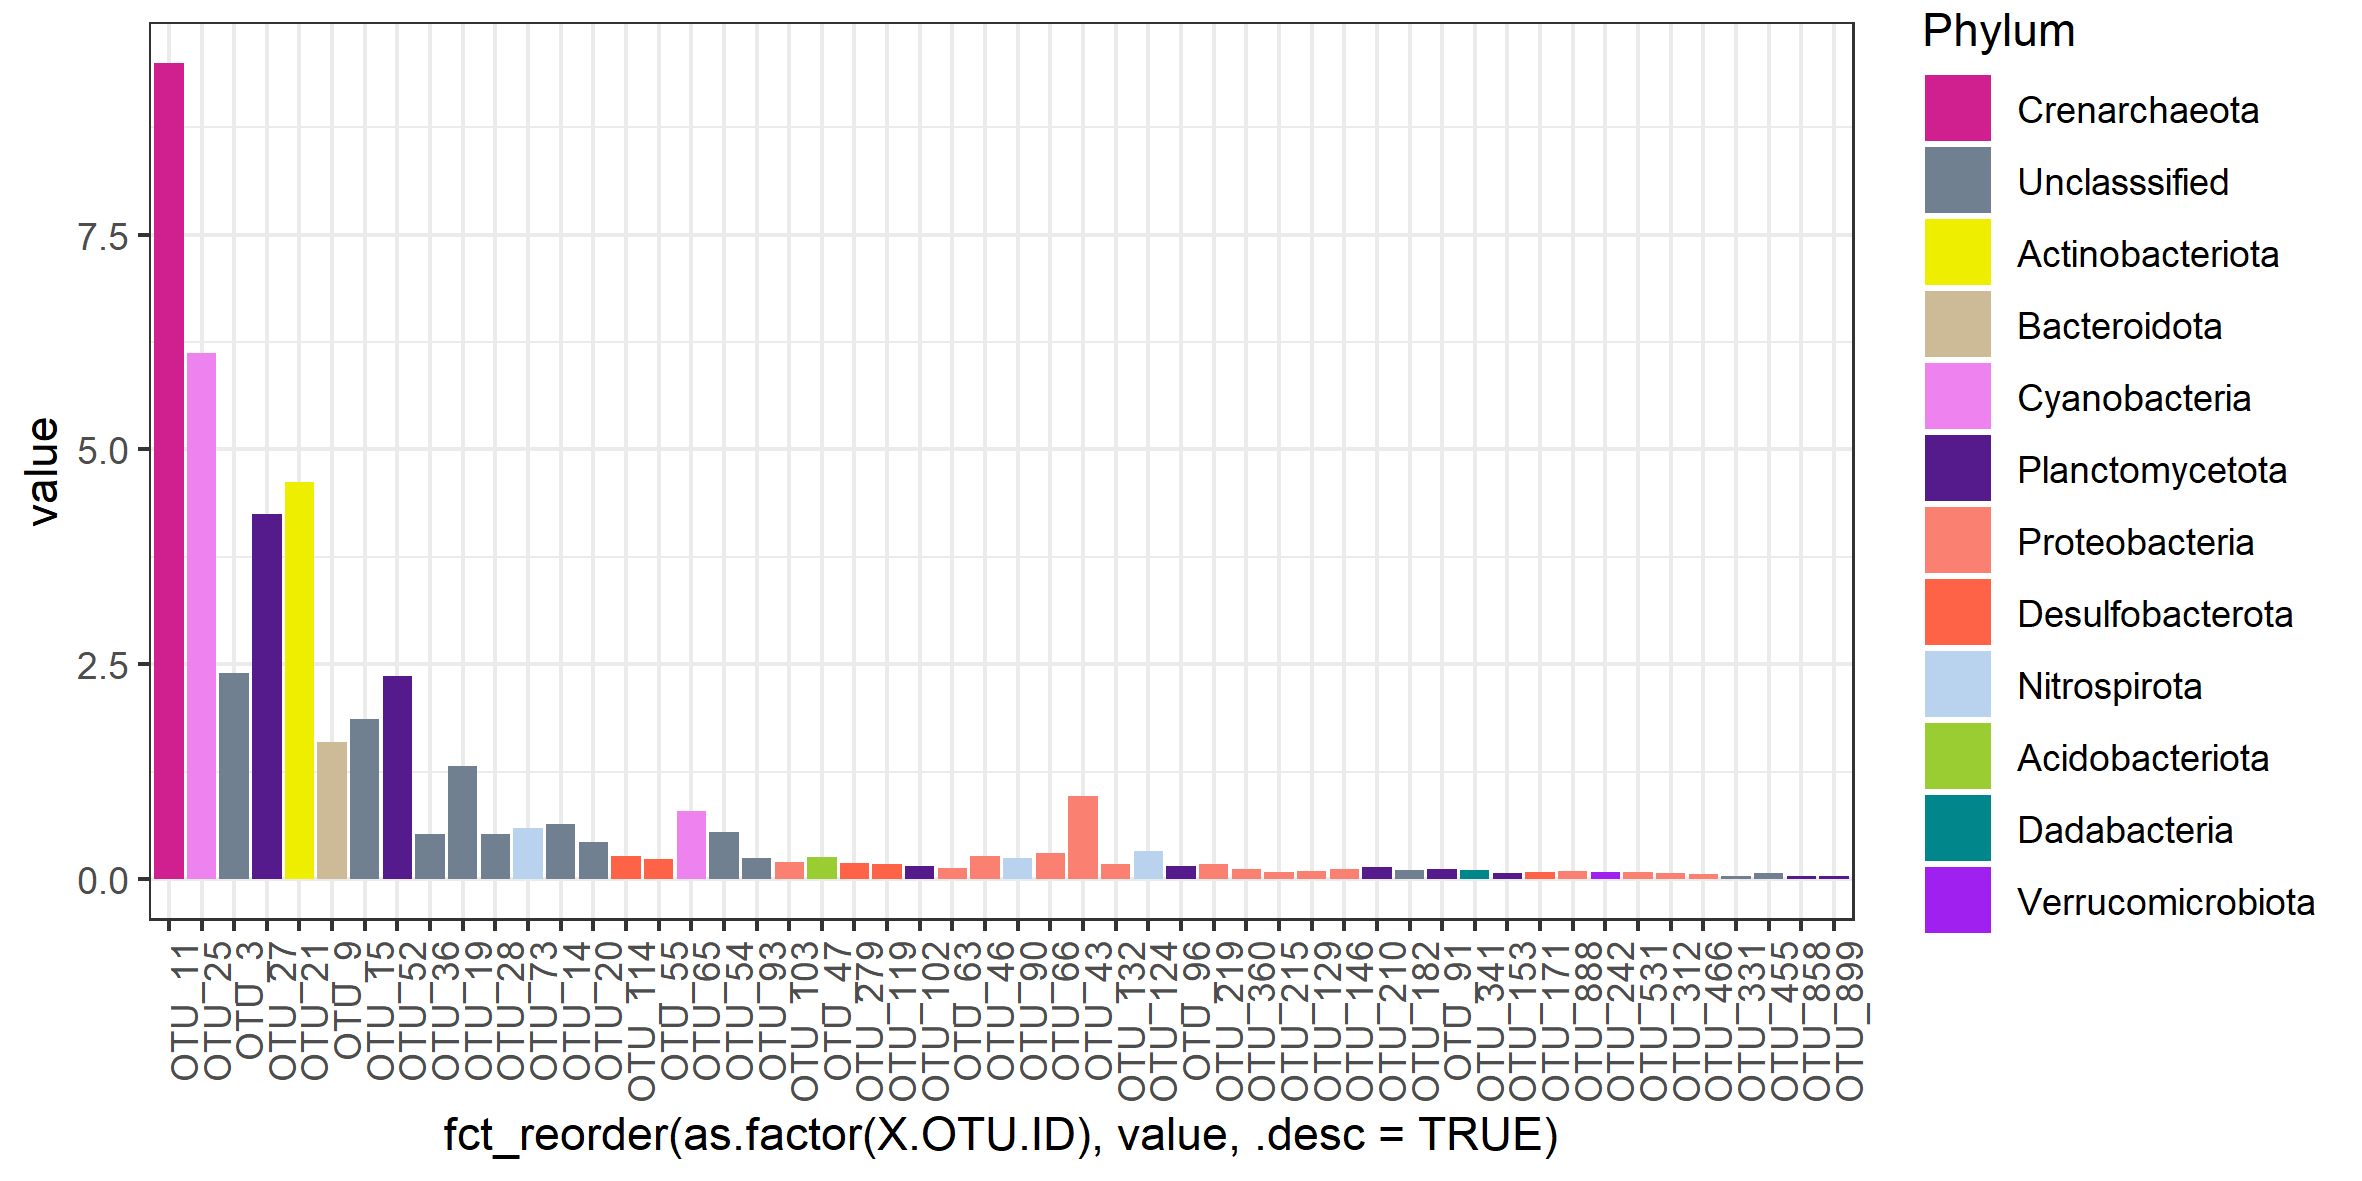 Phylum
Crenarchaeota
Unclasssified
Actinobacteriota
Bacteroidota
Cyanobacteria
Planctomycetota
Proteobacteria
Desulfobacterota
Nitrospirota
Acidobacteriota
Dadabacteria
Verrucomicrobiota
value
7.5
5.0
2.5
0.0
OTU_11
OTU_25
OTU_3
OTU_27
OTU_21
OTU_9
OTU_15
OTU_52
OTU_36
OTU_19
OTU_28
OTU_73
OTU_14
OTU_20
OTU_114
OTU_55
OTU_65
OTU_54
OTU_93
OTU_103
OTU_47
OTU_279
OTU_119
OTU_102
OTU_63
OTU_46
OTU_90
OTU_66
OTU_43
OTU_132
OTU_124
OTU_96
OTU_219
OTU_360
OTU_215
OTU_129
OTU_146
OTU_210
OTU_182
OTU_91
OTU_341
OTU_153
OTU_171
OTU_888
OTU_242
OTU_531
OTU_312
OTU_466
OTU_331
OTU_455
OTU_858
OTU_899
fct_reorder(as.factor(X.OTU.ID), value, .desc = TRUE)